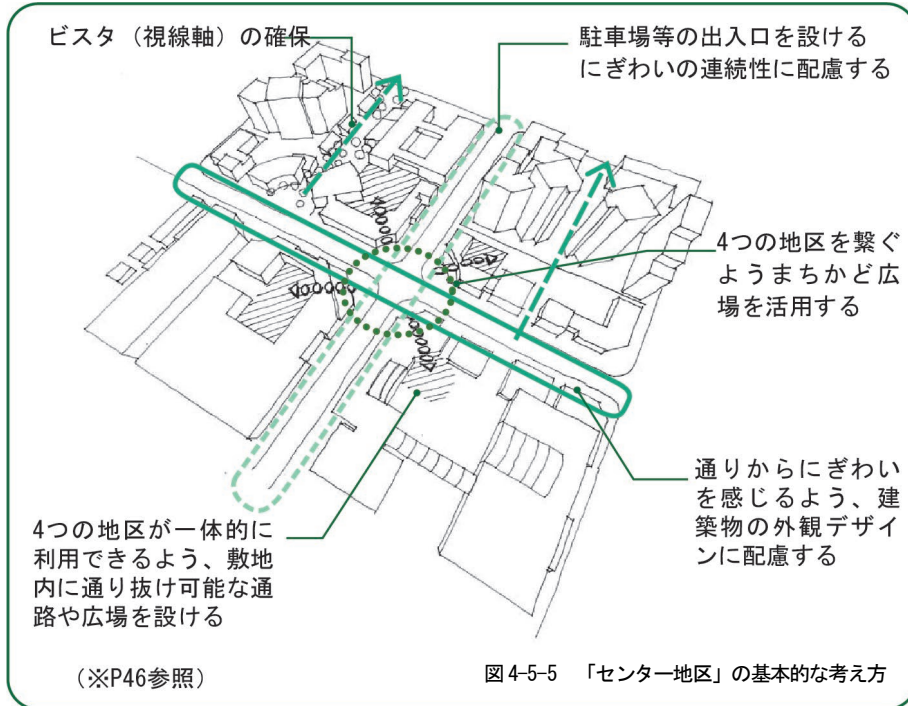 ビスタ（視線軸）の確保
駐車場等の出入口を設ける
にぎわいの連続性に配慮する
4つの地区を繋ぐ
ようまちかど広
場を活用する
通りからにぎわい
を感じるよう、建
築物の外観デザイ
ンに配慮する
4つの地区が一体的に
利用できるよう、敷地
内に通り抜け可能な通
路や広場を設ける
（※P46参照）
図 4-5-5　「センター地区」の基本的な考え方